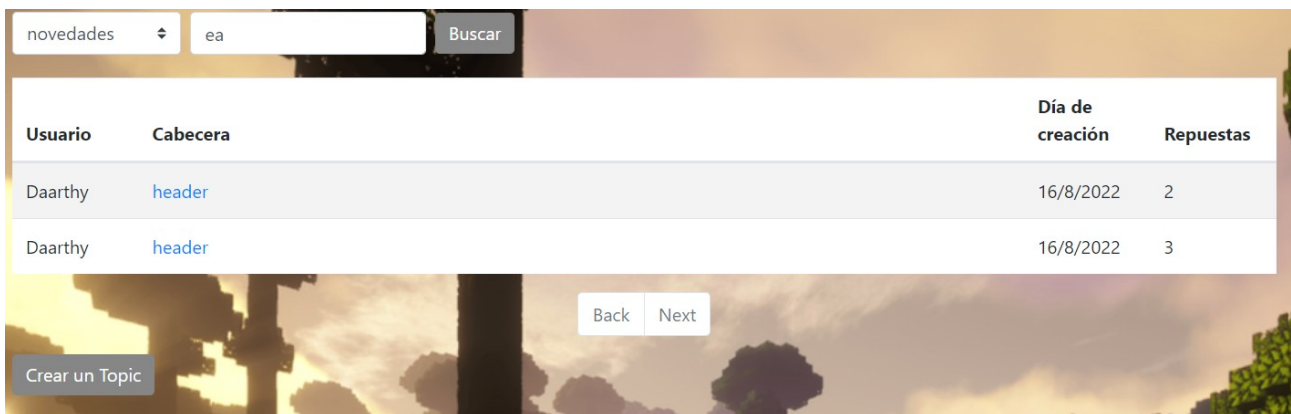 novedades ea Buscar
Usuario Cabecera Día de creación Repuestas
Daarthy header 16/8/2022 2
Daarthy header 16/8/2022 3
Back Next
Crear un Topic